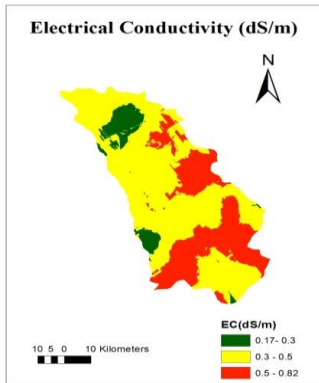 Electrical Conductivity (dS/m)
N
10 5 0 10 Kilometers
EC(dS/m)
0.17- 0.3
0.3 - 0.5
0.5 - 0.82